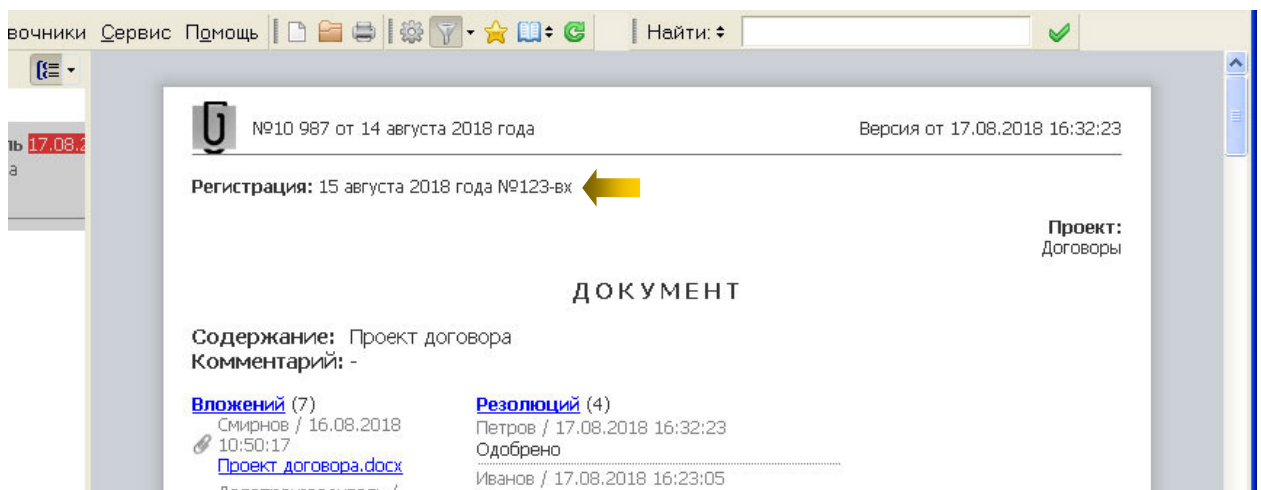 вочники Сервис Помощь Найти:
ль 17.08.2
а
№10 987 от 14 августа 2018 года Версия от 17.08.2018 16:32:23
Регистрация: 15 августа 2018 года №123-вх
Проект:
Договоры
ДОКУМЕНТ
Содержание: Проект договора
Комментарий: -
Вложений (7) Резолюций (4)
Смирнов / 16.08.2018 Петров / 17.08.2018 16:32:23
10:50:17 Одобрено
Проект договора.docx
Иванов / 17.08.2018 16:23:05